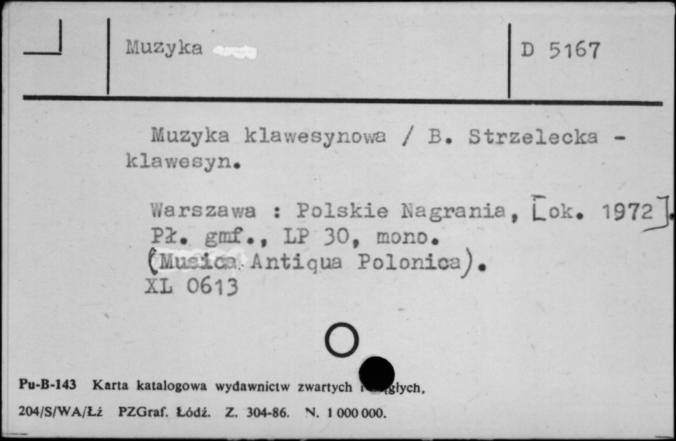 Muzyka
D 5167
Muzyka klawesynowa / B. Strzelecka -
klawesyn.
Warszawa : Polskie Nagrania, [ok. 1972].
Pł. gmf., LP 30, mono.
(Musica Antiqua Polonica).
XL 0613
Pu-B-143 Karta katalogowa wydawnictw zwartych
204/S/WA/Łż PZGraf. Łódź. Z. 304-86. N. 1 000 000.